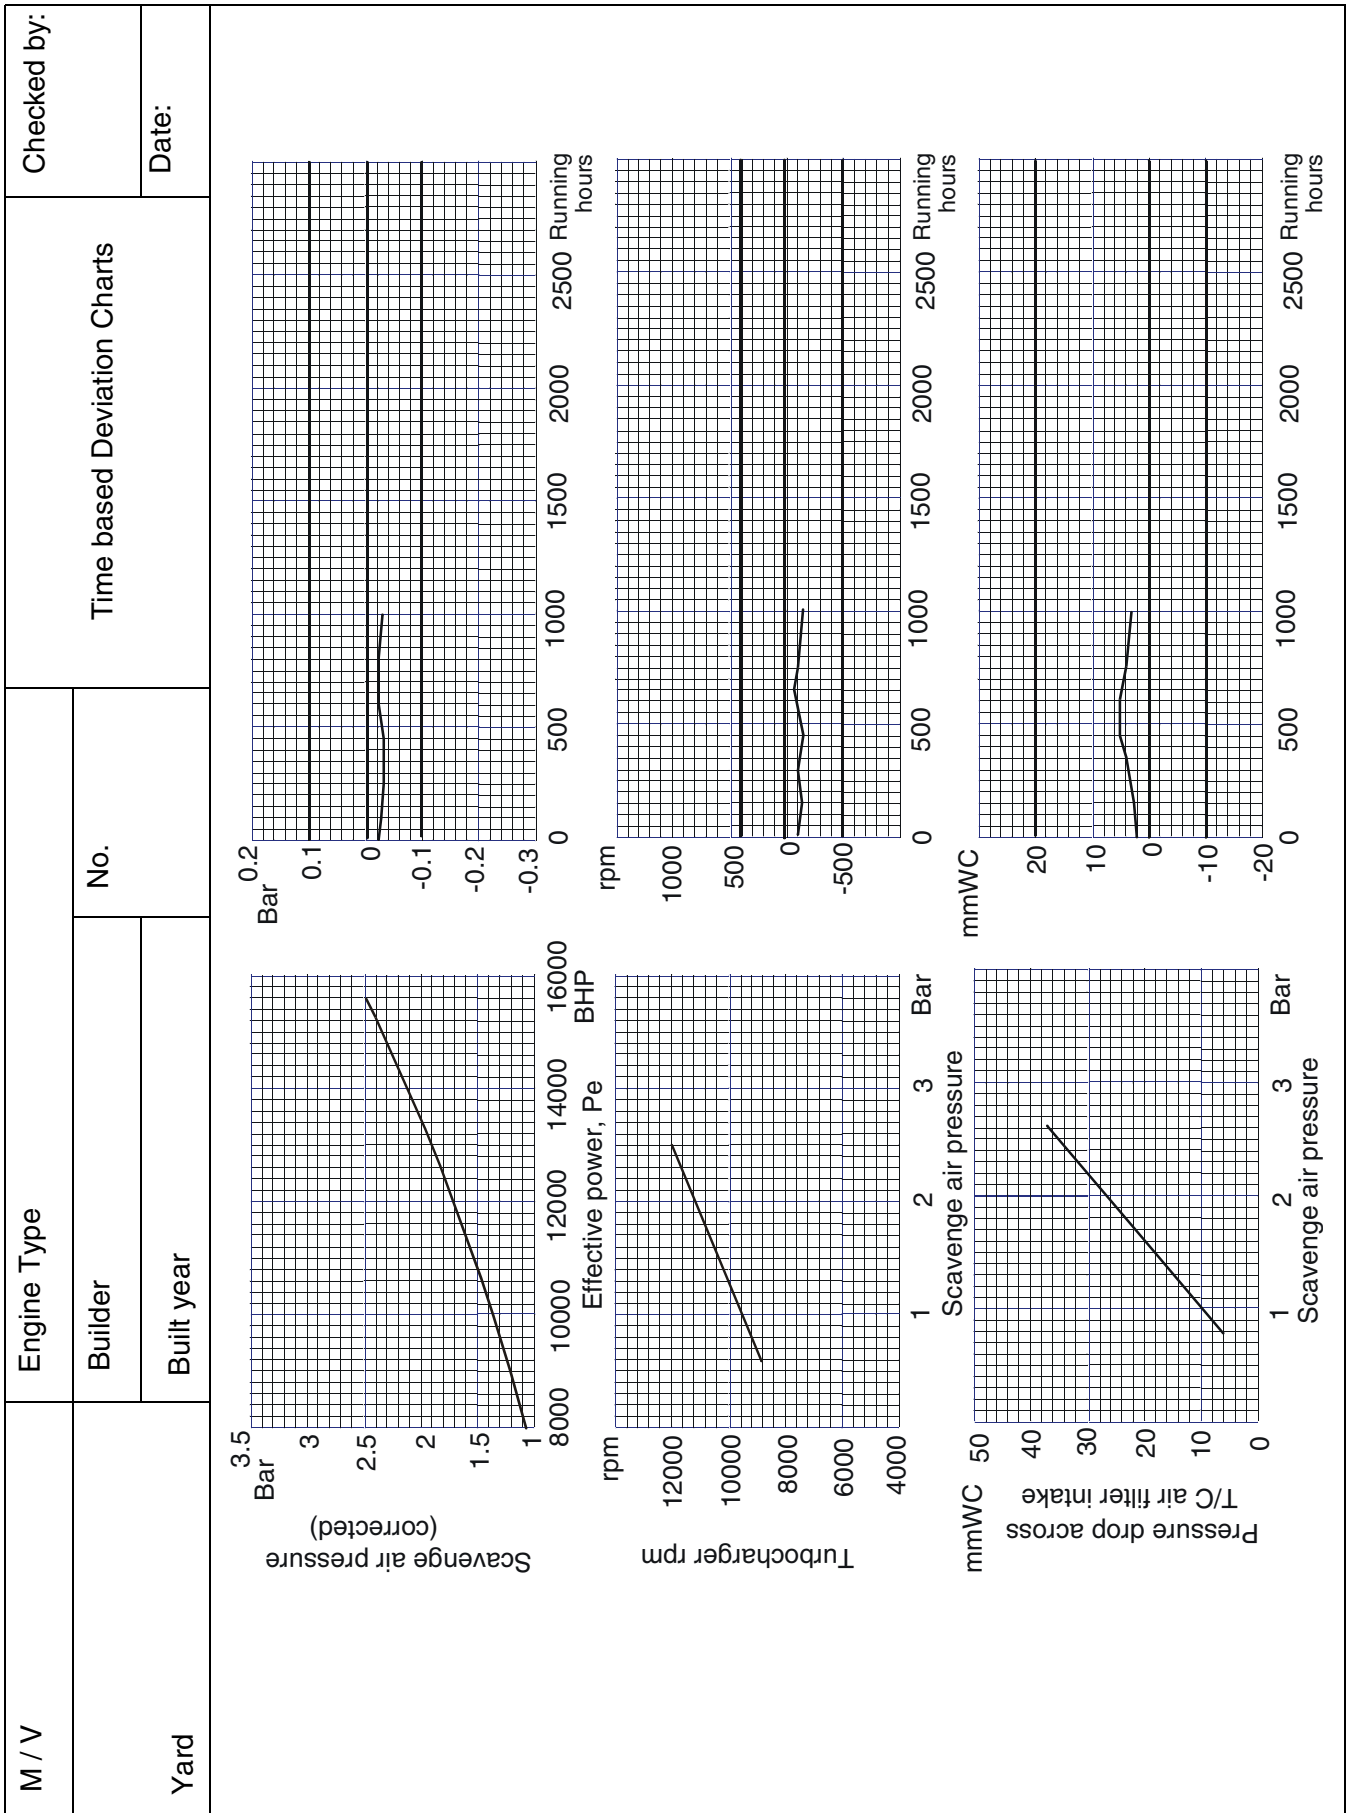 M / V
Engine Type
Time based Deviation Charts
Checked by:
Builder
No.
Yard
Built year
Date:
Scavenge air pressure
(corrected)
3.5
Bar
3
2.5
2
1.5
1
8000
10000
12000
14000
16000
BHP
Effective power, Pe
0.2
Bar
0.1
0
-0.1
-0.2
-0.3
0
500
1000
1500
2000
2500
Running
hours
Turbocharger rpm
rpm
12000
10000
8000
6000
4000
1
2
3
Bar
Scavenge air pressure
rpm
1000
500
0
-500
0
500
1000
1500
2000
2500
Running
hours
Pressure drop across
T/C air filter intake
mmWC
50
40
30
20
10
0
1
2
3
Bar
Scavenge air pressure
mmWC
20
10
0
-10
-20
0
500
1000
1500
2000
2500
Running
hours